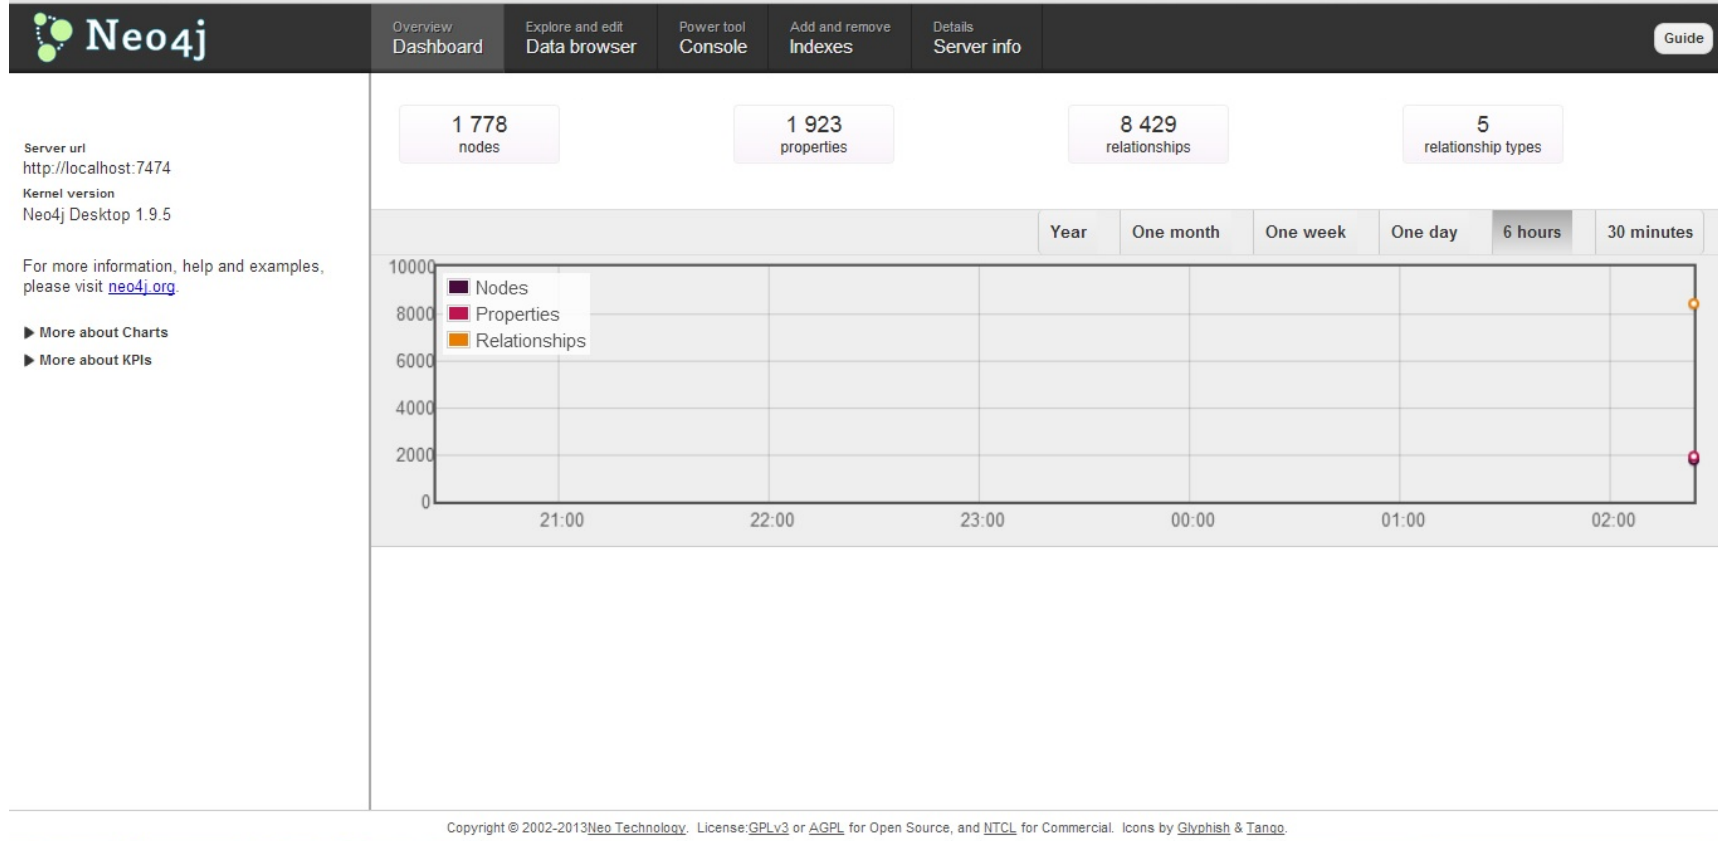 Neo4j
Overview
Dashboard
Explore and edit
Data browser
Power tool
Console
Add and remove
Indexes
Details
Server info
Guide
Server url
http://localhost:7474
Kernel version
Neo4j Desktop 1.9.5
For more information, help and examples,
please visit neo4j.org.
More about Charts
More about KPIs
1 778
nodes
1 923
properties
8 429
relationships
5
relationship types
Year One month One week One day 6 hours 30 minutes
10000
8000
6000
4000
2000
0
Nodes
Properties
Relationships
21:00 22:00 23:00 00:00 01:00 02:00
Copyright © 2002-2013Neo Technology. License:GPLv3 or AGPL for Open Source, and NTCL for Commercial. Icons by Glyphish & Tango.